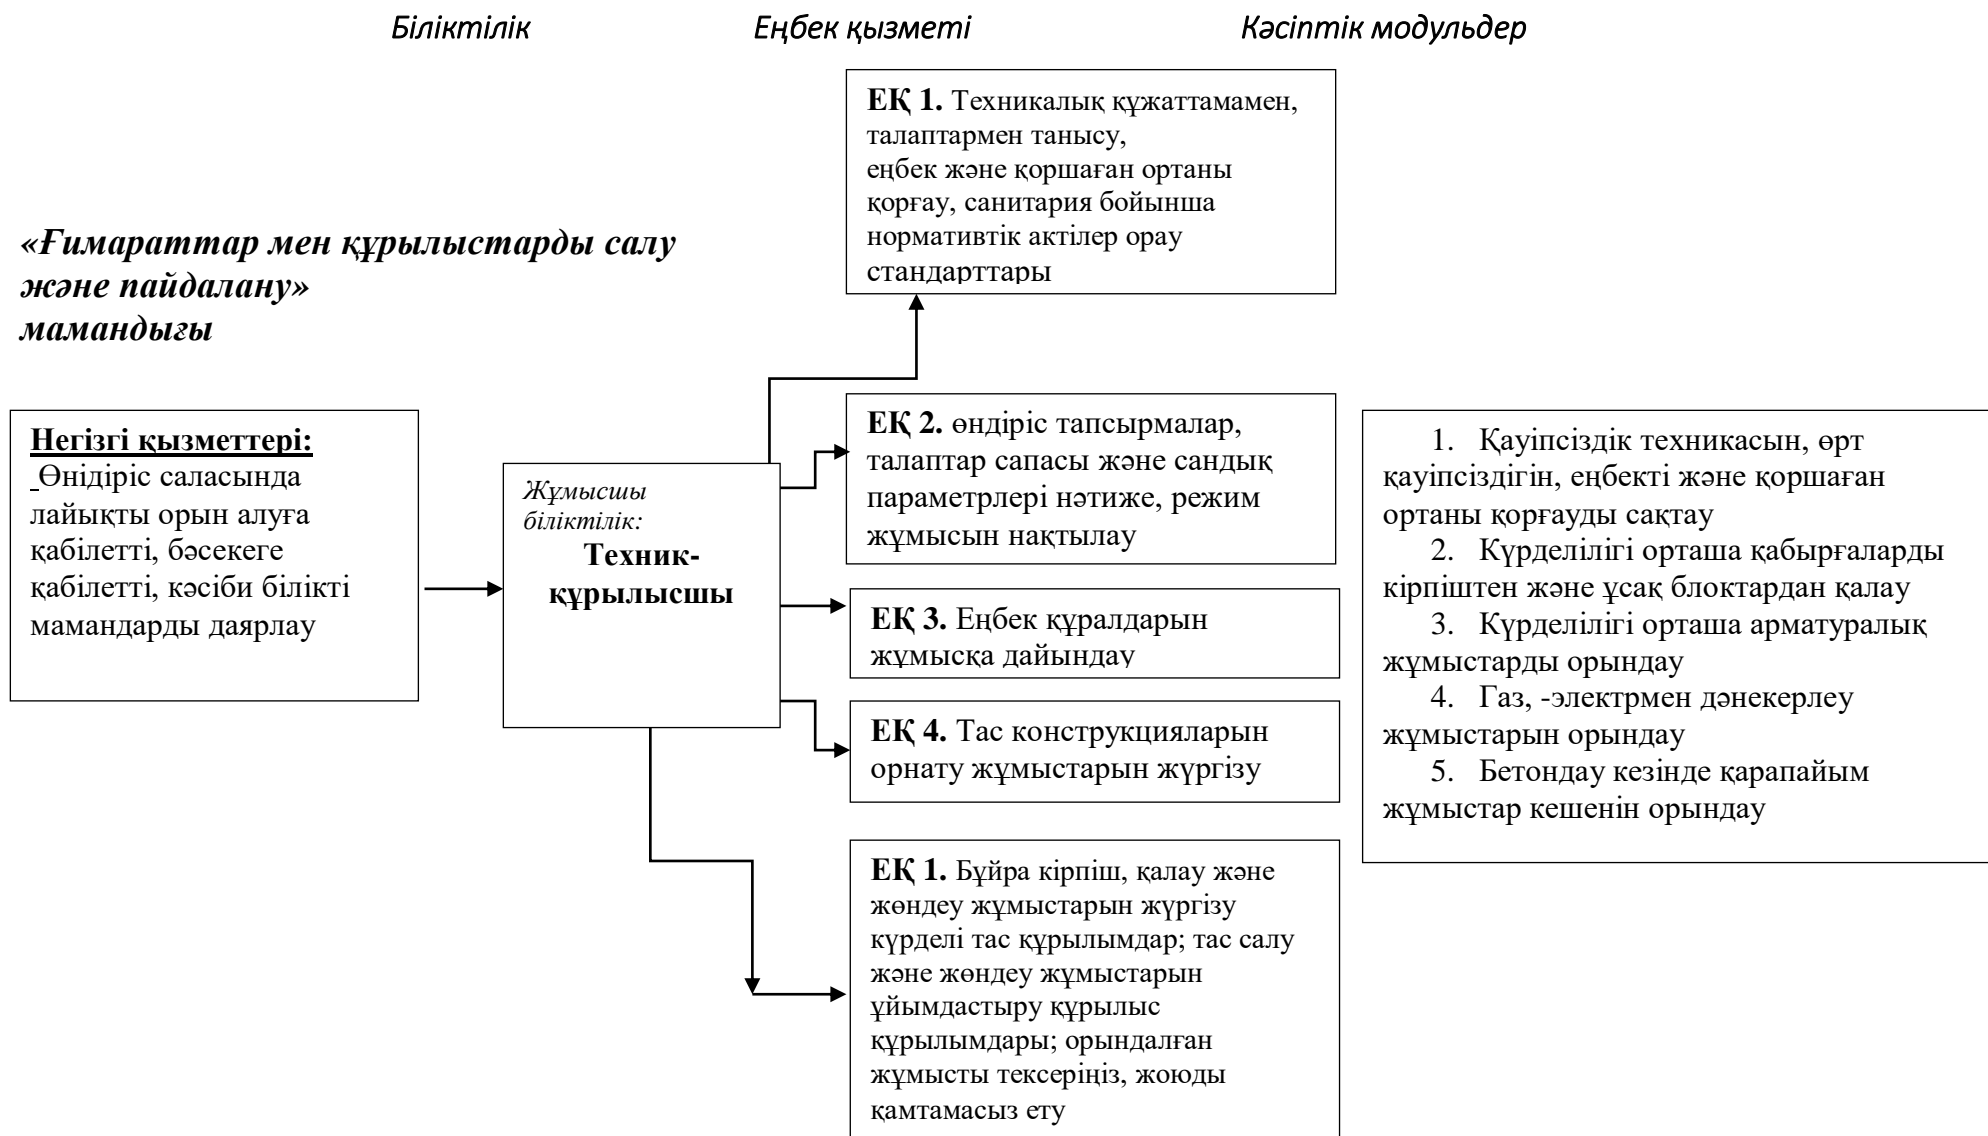 Біліктілік Еңбек қызметі Кәсіптік модульдер
«Ғимараттар мен құрылыстарды салу
және пайдалану»
мамандығы
Негізгі қызметтері:
Өнідіріс саласында
лайықты орын алуға
қабілетті, бәсекеге
қабілетті, кәсіби білікті
мамандарды даярлау
Жұмысшы
біліктілік:
Техник-
құрылысшы
ЕҚ 1. Техникалық құжаттамамен,
талаптармен танысу,
еңбек және қоршаған ортаны
қорғау, санитария бойынша
нормативтік актілер орау
стандарттары
ЕҚ 2. өндіріс тапсырмалар,
талаптар сапасы және сандық
параметрлері нәтиже, режим
жұмысын нақтылау
ЕҚ 3. Еңбек құралдарын
жұмысқа дайындау
ЕҚ 4. Тас конструкцияларын
орнату жұмыстарын жүргізу
ЕҚ 1. Бұйра кірпіш, қалау және
жөндеу жұмыстарын жүргізу
күрделі тас құрылымдар; тас салу
және жөндеу жұмыстарын
ұйымдастыру құрылыс
құрылымдары; орындалған
жұмысты тексеріңіз, жоюды
қамтамасыз ету
1. Қауіпсіздік техникасын, өрт
қауіпсіздігін, еңбекті және қоршаған
ортаны қорғауды сақтау
2. Күрделілігі орташа қабырғаларды
кірпіштен және ұсақ блоктардан қалау
3. Күрделілігі орташа арматуралық
жұмыстарды орындау
4. Газ, -электрмен дәнекерлеу
жұмыстарын орындау
5. Бетондау кезінде қарапайым
жұмыстар кешенін орындау